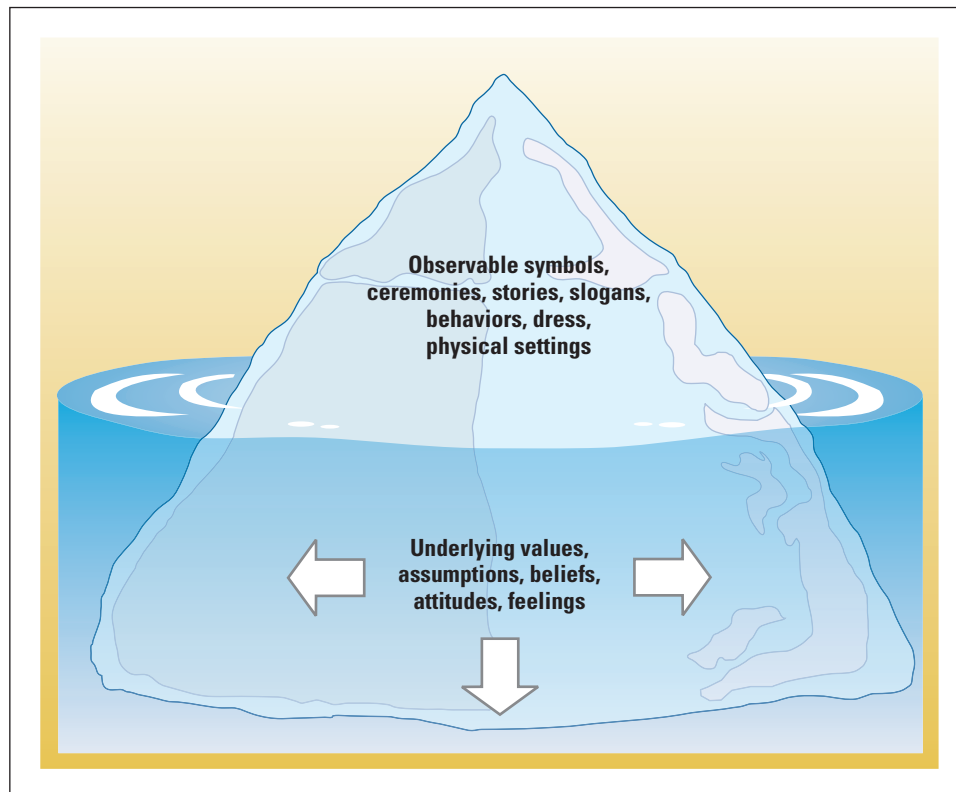 Observable symbols,
ceremonies, stories, slogans,
behaviors, dress,
physical settings
Underlying values,
assumptions, beliefs,
attitudes, feelings